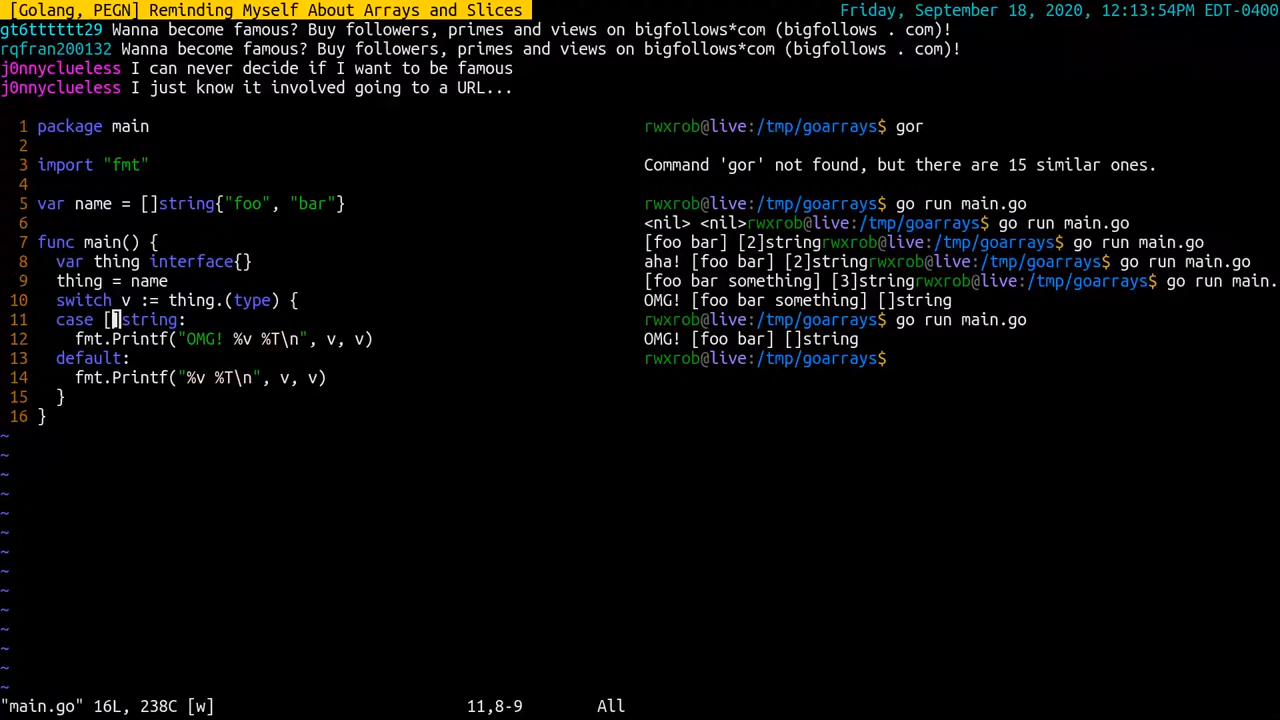 [Golang, PEGN] Reminding Myself About Arrays and Slices
Friday, September 18, 2020, 12:13:54PM EDT-0400
gt6tttttt29 Wanna become famous? Buy followers, primes and views on bigfollows*com (bigfollows . com)!
rqfran200132 Wanna become famous? Buy followers, primes and views on bigfollows*com (bigfollows . com)!
j0nnyclueless I can never decide if I want to be famous
j0nnyclueless I just know it involved going to a URL...
1 package main
2
3 import "fmt"
4
5 var name = []string{"foo", "bar"}
6
7 func main() {
8   var thing interface{}
9   thing = name
10   switch v := thing.(type) {
11   case []string:
12     fmt.Printf("OMG! %v %T\n", v, v)
13   default:
14     fmt.Printf("%v %T\n", v, v)
15   }
16 }
~
~
~
~
~
~
~
~
~
~
~
~
~
~
"main.go" 16L, 238C [w]
11,8-9
All
rwxrob@live:/tmp/goarrays$ gor
Command 'gor' not found, but there are 15 similar ones.
rwxrob@live:/tmp/goarrays$ go run main.go
<nil> <nil>rwxrob@live:/tmp/goarrays$ go run main.go
[foo bar] [2]stringrwxrob@live:/tmp/goarrays$ go run main.go
aha! [foo bar] [2]stringrwxrob@live:/tmp/goarrays$ go run main.go
[foo bar something] [3]stringrwxrob@live:/tmp/goarrays$ go run main.
OMG! [foo bar something] []string
rwxrob@live:/tmp/goarrays$ go run main.go
OMG! [foo bar] []string
rwxrob@live:/tmp/goarrays$